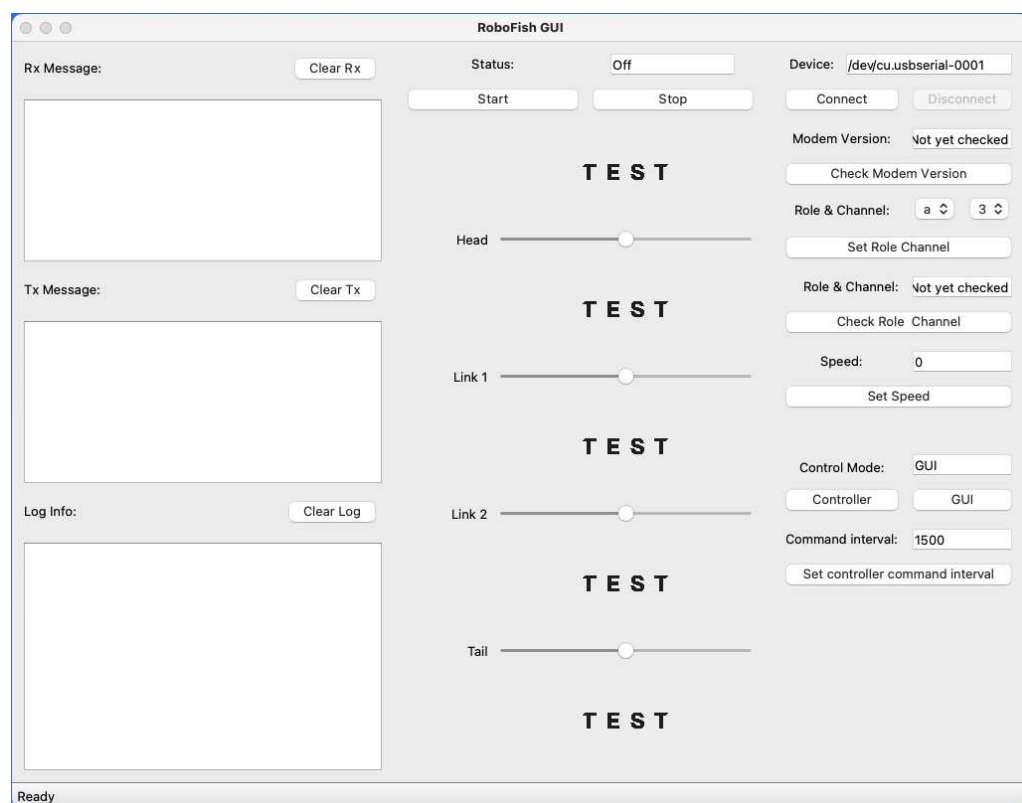 RoboFish GUI
Rx Message: Clear Rx
Tx Message: Clear Tx
Log Info: Clear Log
Status: Off
Start Stop
TEST
Head
TEST
Link 1
TEST
Link 2
TEST
Tail
TEST
Device: /dev/cu.usbserial-0001
Connect Disconnect
Modem Version: Not yet checked
Check Modem Version
Role & Channel: a 3
Set Role Channel
Role & Channel: Not yet checked
Check Role Channel
Speed: 0
Set Speed
Control Mode: GUI
Controller GUI
Command interval: 1500
Set controller command interval
Ready